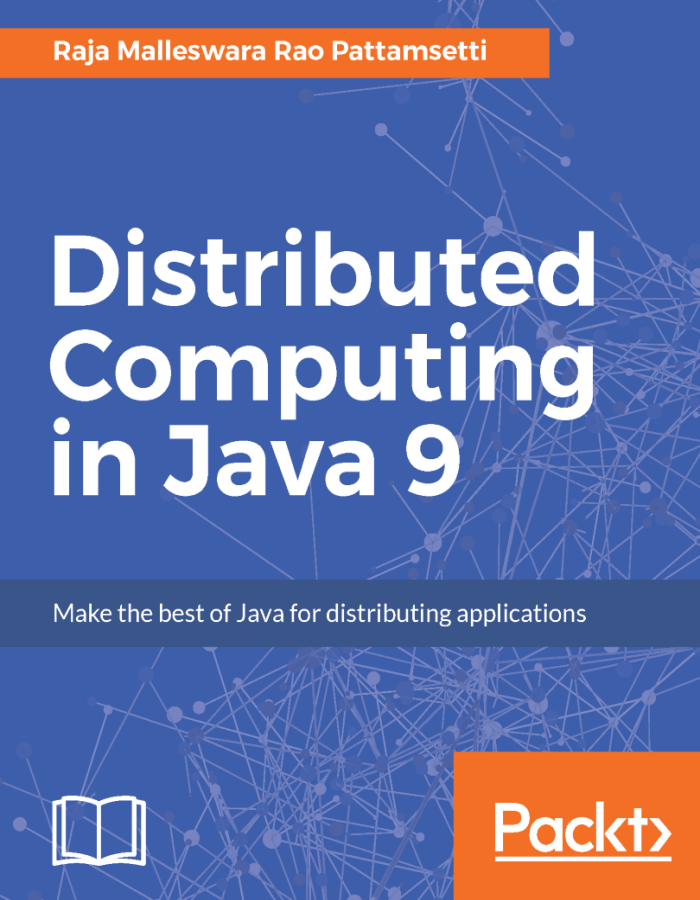 Raja Malleswara Rao Pattamsetti
Distributed
Computing
in Java 9
Make the best of Java for distributing applications
Packt>